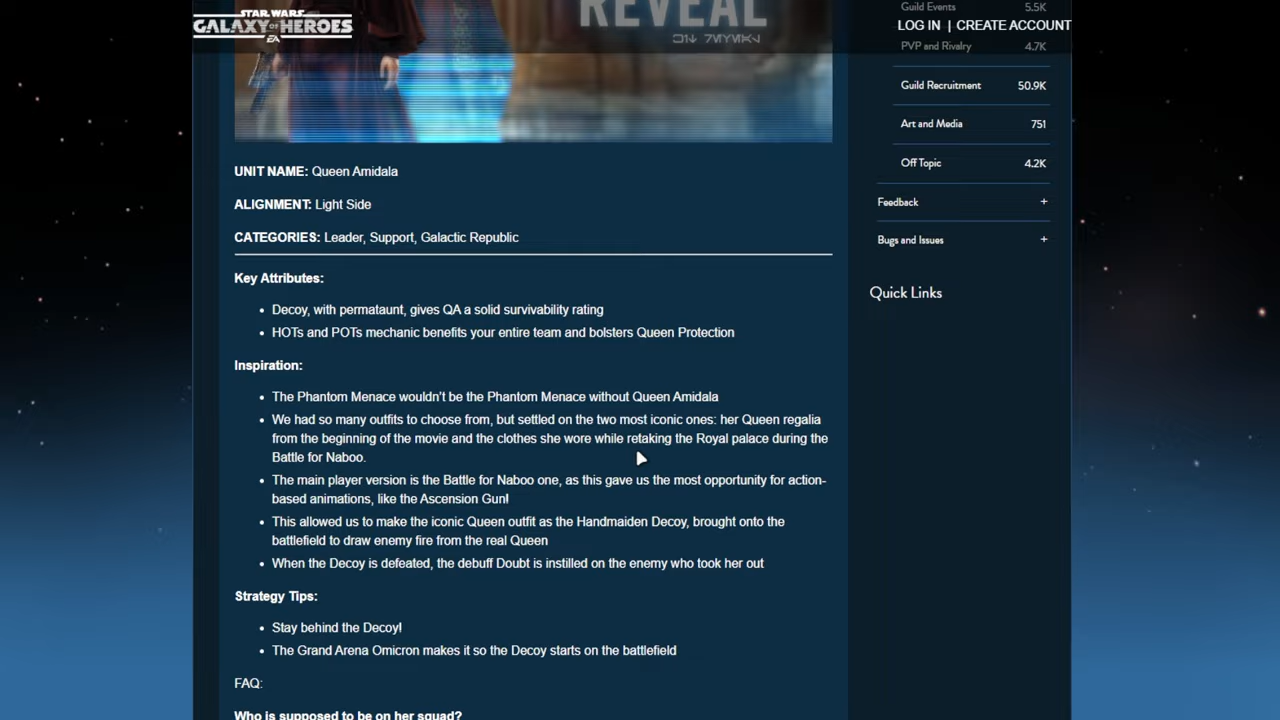 STAR WARS
GALAXY OF HEROES
EA
REVEAL
LOG IN | CREATE ACCOUNT
Guild Events 5.5K
PVP and Rivalry 4.7K
Guild Recruitment 50.9K
Art and Media 751
Off Topic 4.2K
Feedback +
Bugs and Issues +
Quick Links
UNIT NAME: Queen Amidala
ALIGNMENT: Light Side
CATEGORIES: Leader, Support, Galactic Republic
Key Attributes:
• Decoy, with permataunt, gives QA a solid survivability rating
• HOTs and POTs mechanic benefits your entire team and bolsters Queen Protection
Inspiration:
• The Phantom Menace wouldn't be the Phantom Menace without Queen Amidala
• We had so many outfits to choose from, but settled on the two most iconic ones: her Queen regalia
from the beginning of the movie and the clothes she wore while retaking the Royal palace during the
Battle for Naboo.
• The main player version is the Battle for Naboo one, as this gave us the most opportunity for action-
based animations, like the Ascension Gun!
• This allowed us to make the iconic Queen outfit as the Handmaiden Decoy, brought onto the
battlefield to draw enemy fire from the real Queen
• When the Decoy is defeated, the debuff Doubt is instilled on the enemy who took her out
Strategy Tips:
• Stay behind the Decoy!
• The Grand Arena Omicron makes it so the Decoy starts on the battlefield
FAQ:
Who is supposed to be on her squad?